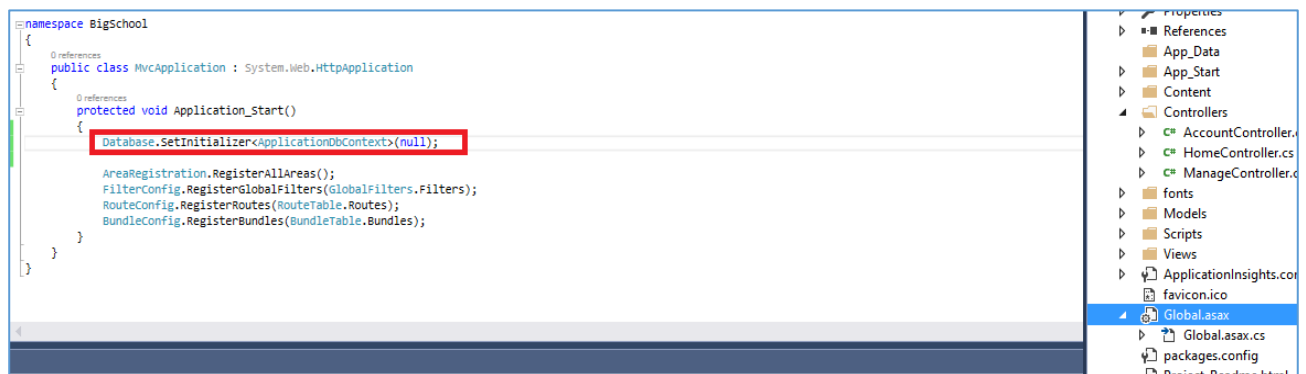 namespace BigSchool
{
0 references
public class MvcApplication : System.Web.HttpApplication
{
0 references
protected void Application_Start()
{
Database.SetInitializer<ApplicationDbContext>(null);
AreaRegistration.RegisterAllAreas();
FilterConfig.RegisterGlobalFilters(GlobalFilters.Filters);
RouteConfig.RegisterRoutes(RouteTable.Routes);
BundleConfig.RegisterBundles(BundleTable.Bundles);
}
}
}
Properties
References
App_Data
App_Start
Content
Controllers
C# AccountController.
C# HomeController.cs
C# ManageController.c
fonts
Models
Scripts
Views
ApplicationInsights.con
favicon.ico
Global.asax
Global.asax.cs
packages.config
Project_Readme.html